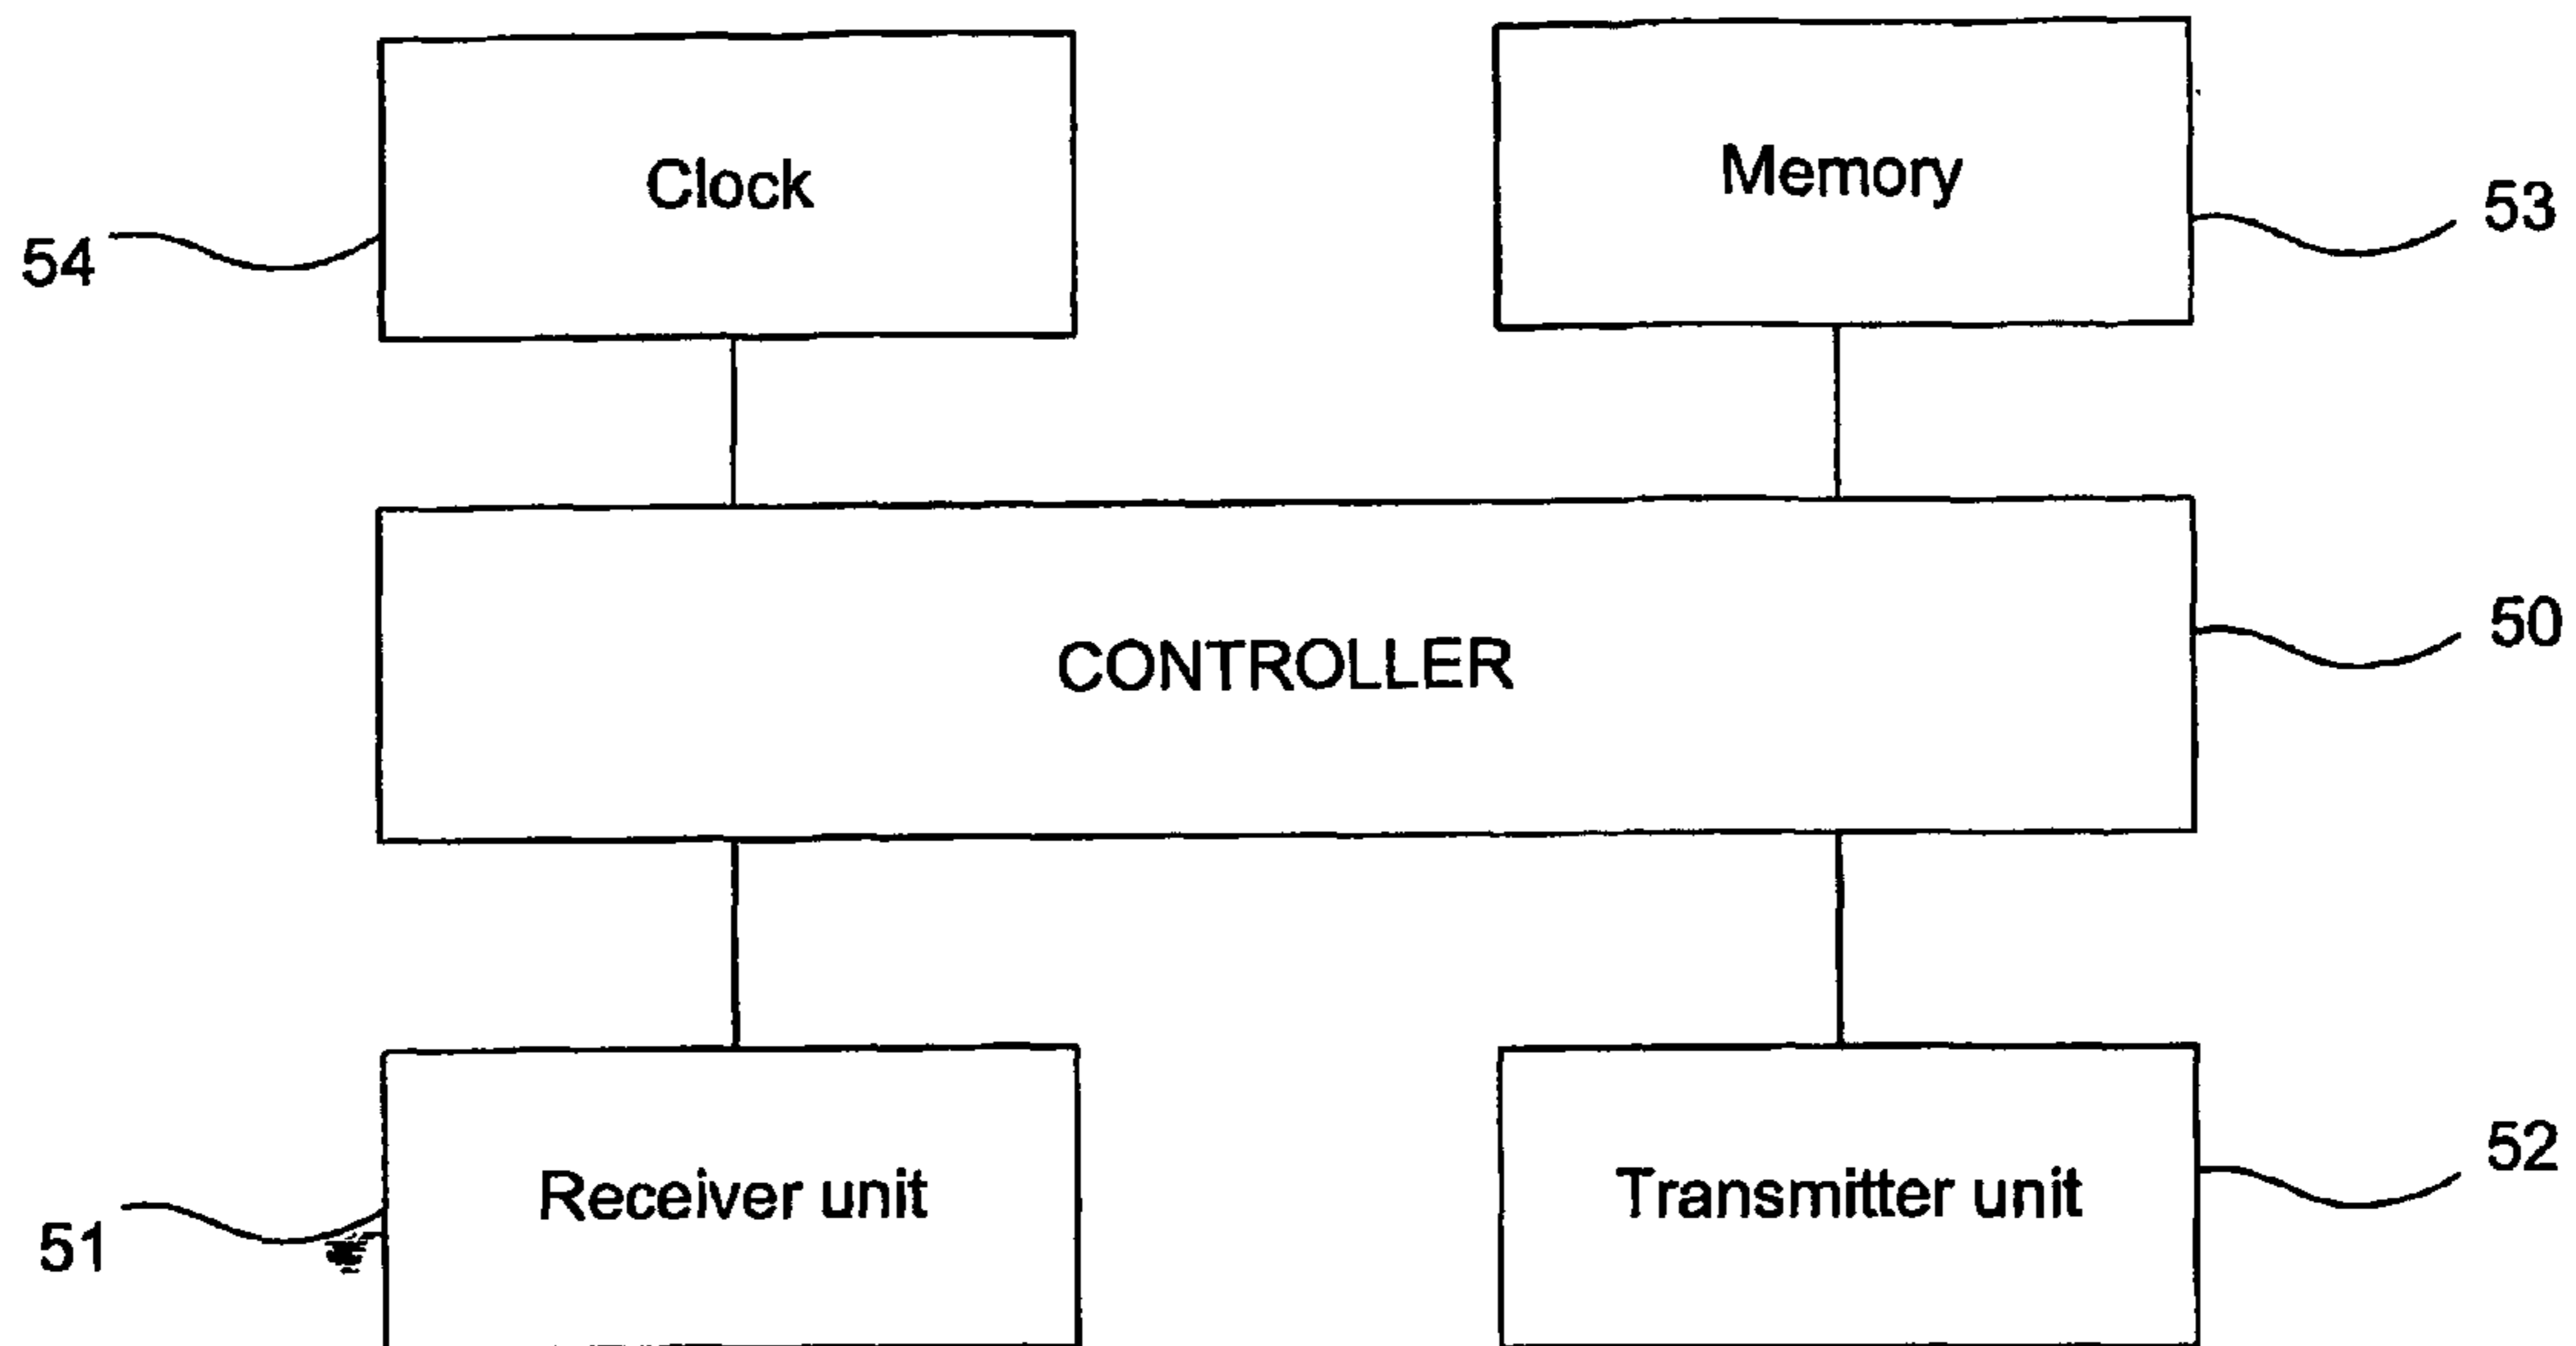 Clock
Memory
54
53
CONTROLLER
50
Receiver unit
Transmitter unit
51
52